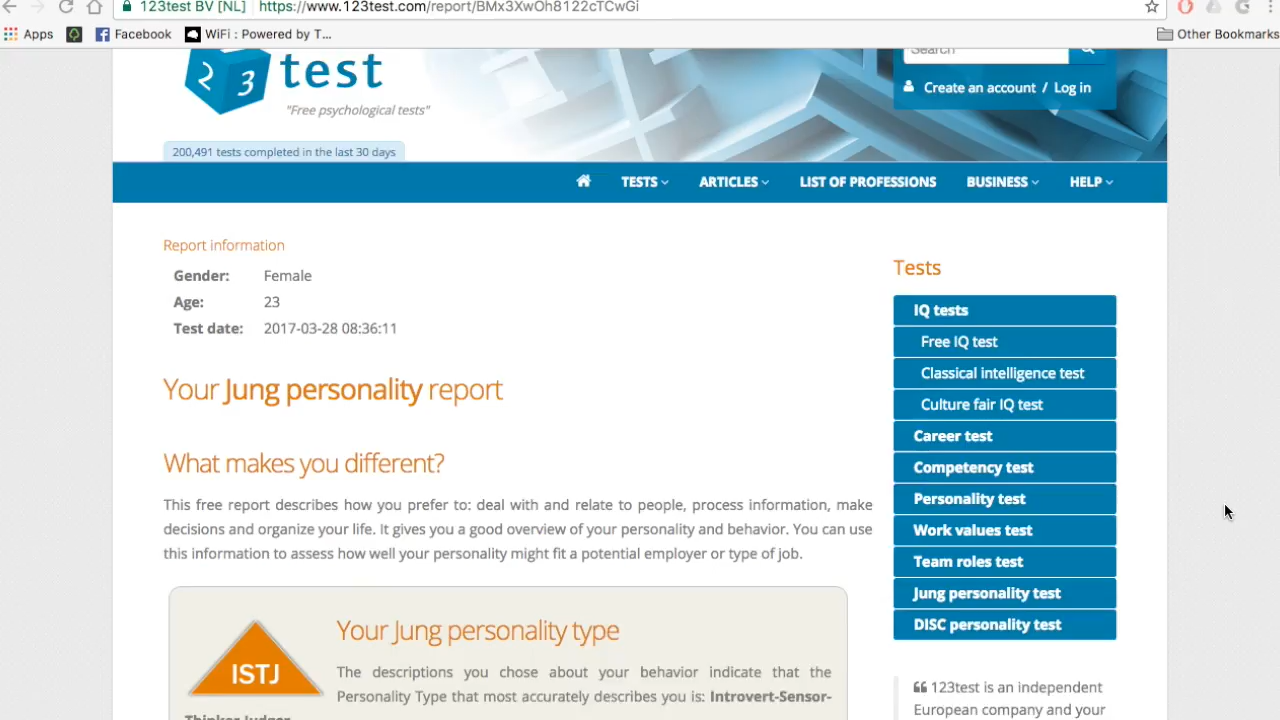 123test BV [NL] https://www.123test.com/report/BMx3XwOh8122cTCwGi
Apps Facebook WiFi : Powered by T... Other Bookmarks
23 test
"Free psychological tests"
200,491 tests completed in the last 30 days
Search
Create an account / Log in
TESTS ARTICLES LIST OF PROFESSIONS BUSINESS HELP
Report information
Gender: Female
Age: 23
Test date: 2017-03-28 08:36:11
Your Jung personality report
What makes you different?
This free report describes how you prefer to: deal with and relate to people, process information, make
decisions and organize your life. It gives you a good overview of your personality and behavior. You can use
this information to assess how well your personality might fit a potential employer or type of job.
ISTJ
Your Jung personality type
The descriptions you chose about your behavior indicate that the
Personality Type that most accurately describes you is: Introvert-Sensor-
Thinker-Judger
Tests
IQ tests
Free IQ test
Classical intelligence test
Culture fair IQ test
Career test
Competency test
Personality test
Work values test
Team roles test
Jung personality test
DISC personality test
123test is an independent
European company and your